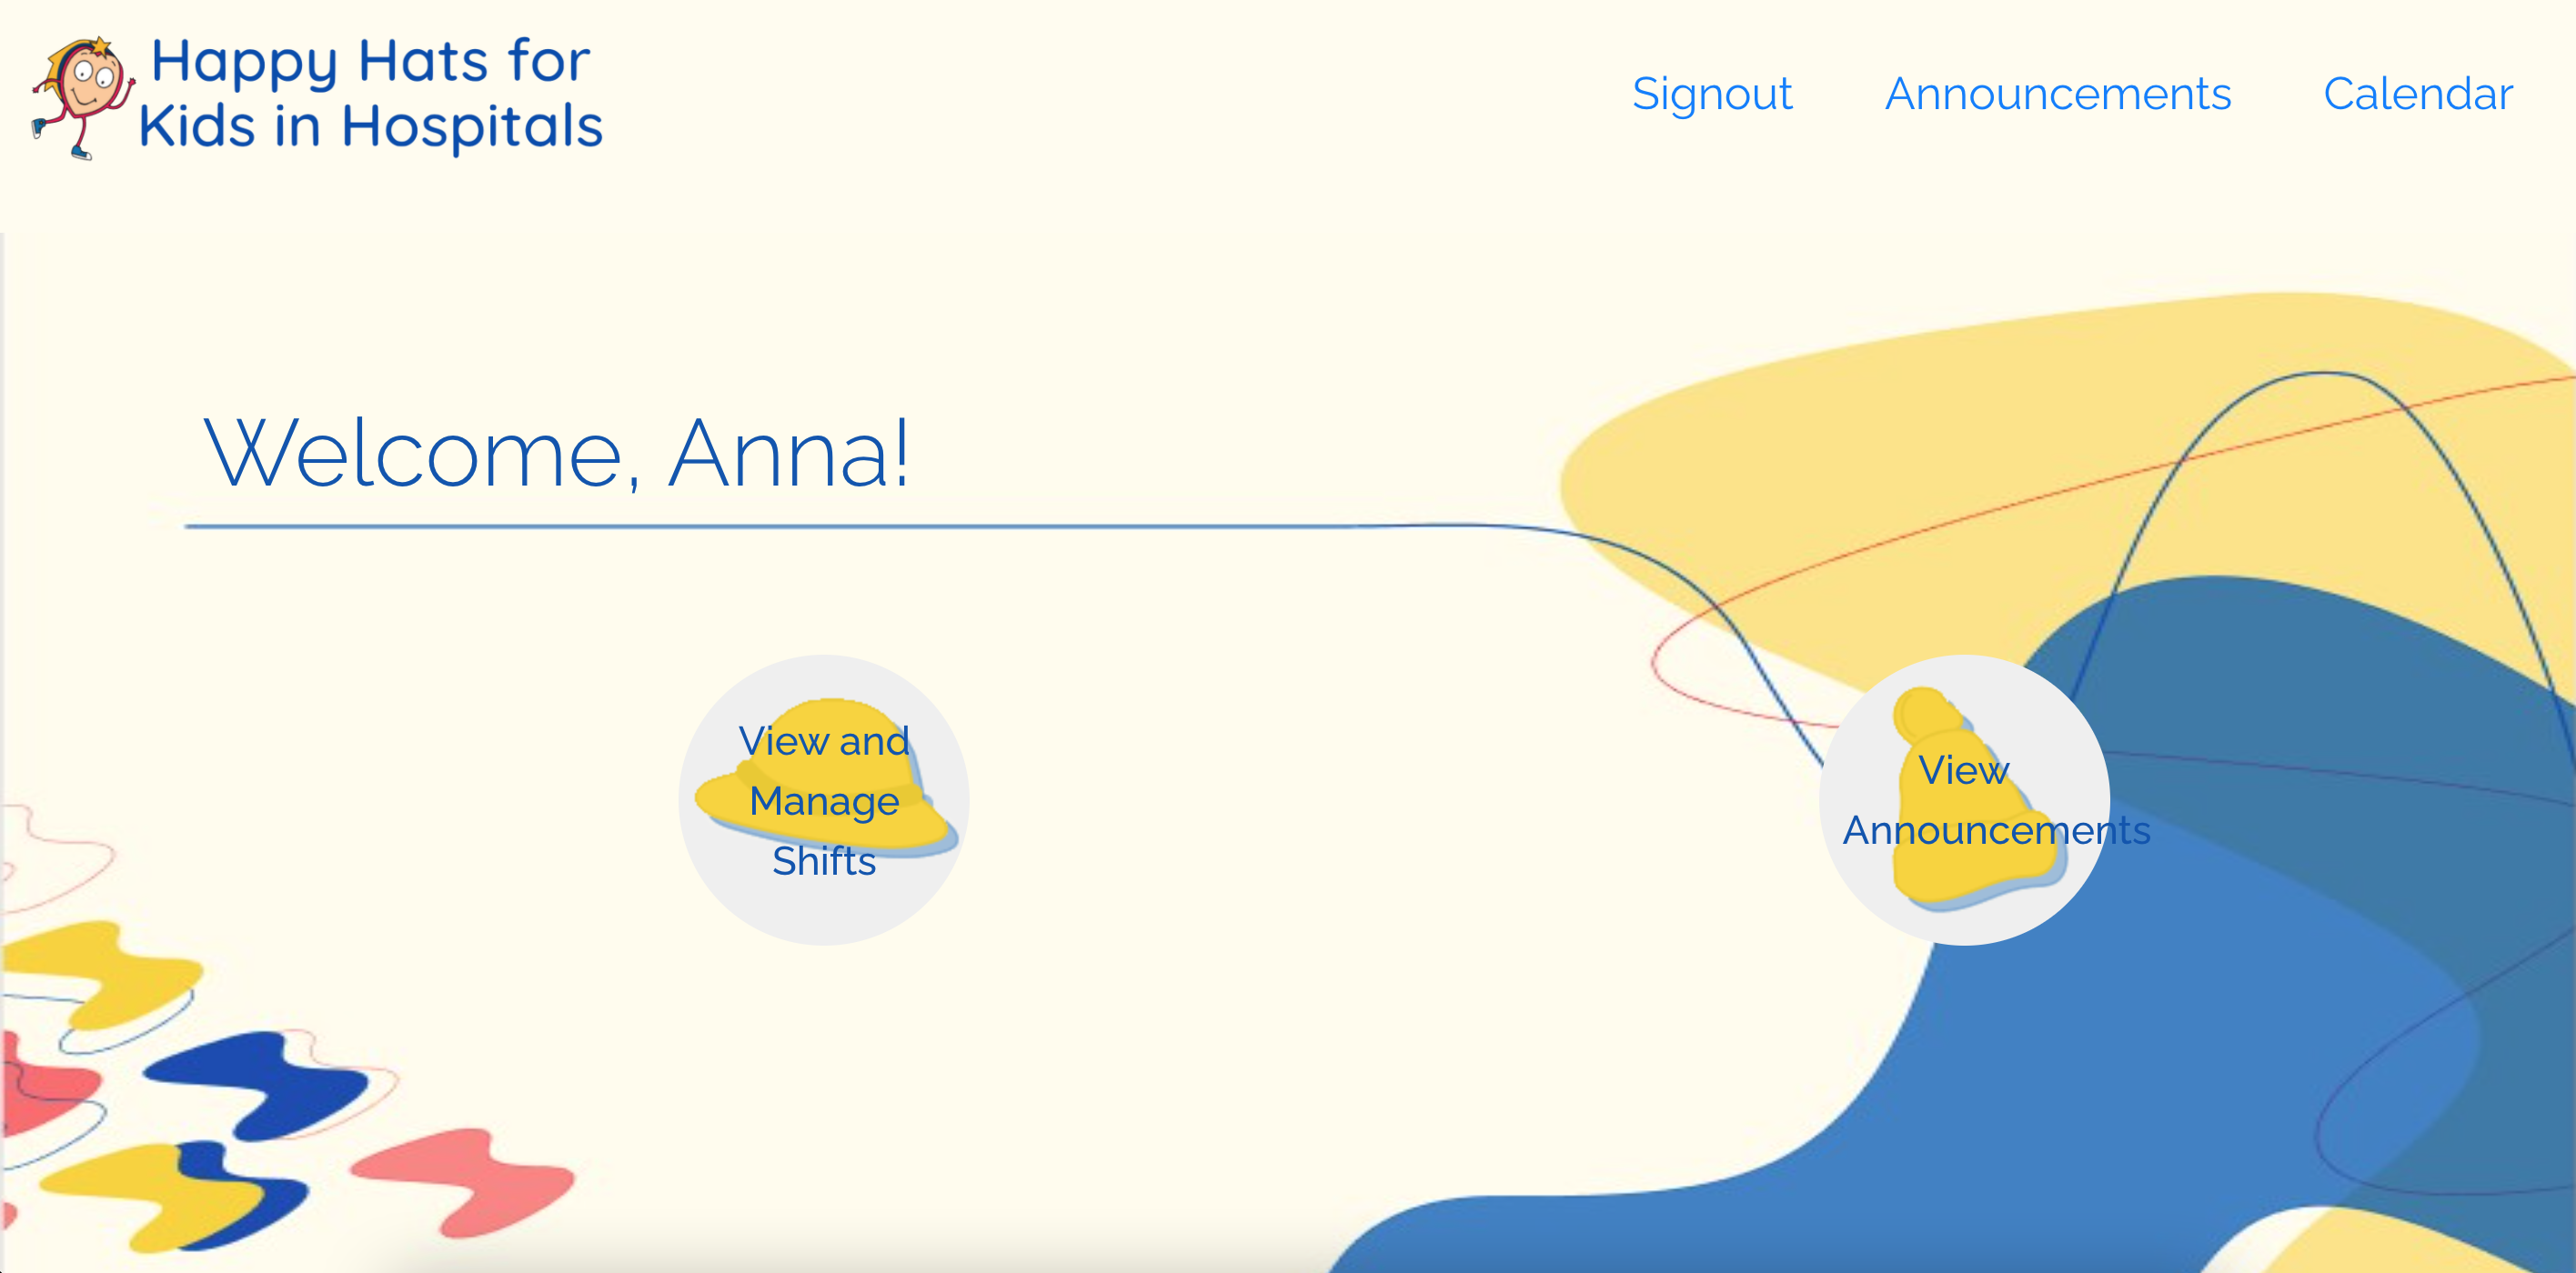 Happy Hats for
Kids in Hospitals
Signout
Announcements
Calendar
Welcome, Anna!
View and
Manage
Shifts
View
Announcements